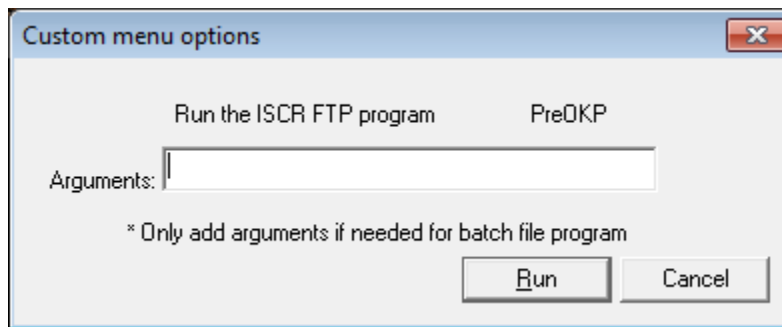 Custom menu options
Run the ISCR FTP program PreOKP
Arguments:
* Only add arguments if needed for batch file program
Run Cancel